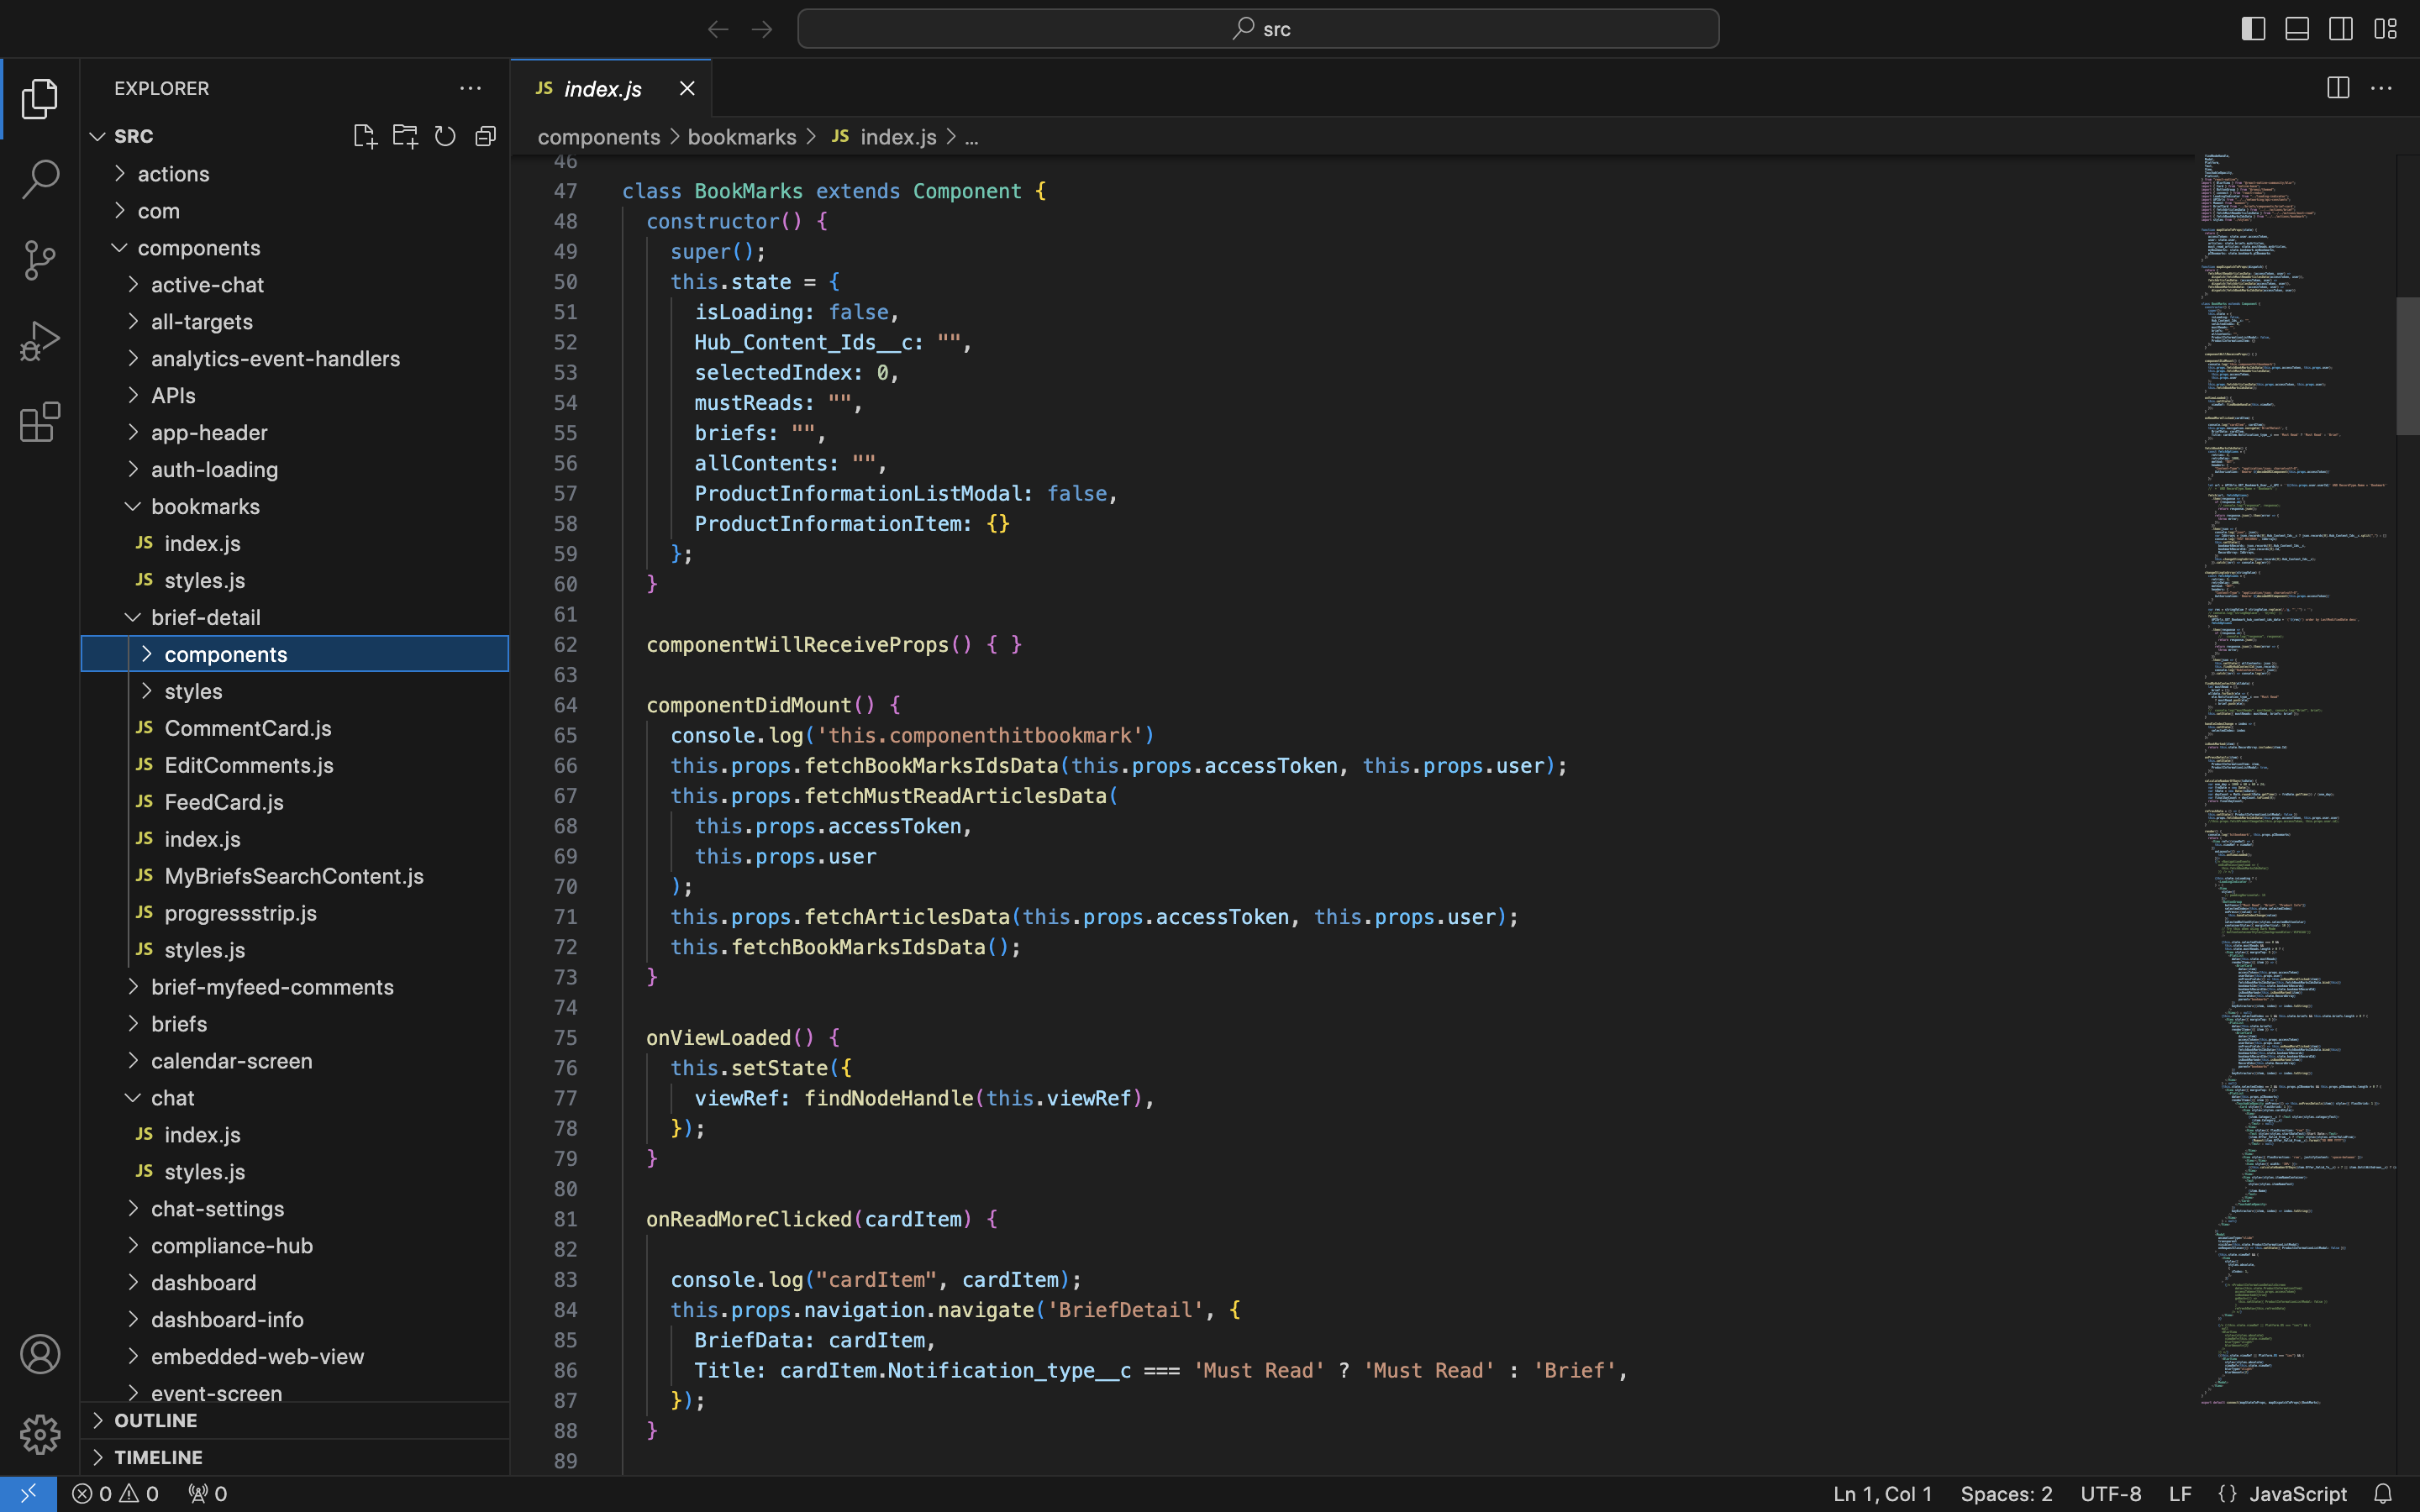 src
EXPLORER
SRC
actions
com
components
active-chat
all-targets
analytics-event-handlers
APIs
app-header
auth-loading
bookmarks
JS index.js
JS styles.js
brief-detail
components
styles
JS CommentCard.js
JS EditComments.js
JS FeedCard.js
JS index.js
JS MyBriefsSearchContent.js
JS progressstrip.js
JS styles.js
brief-myfeed-comments
briefs
calendar-screen
chat
JS index.js
JS styles.js
chat-settings
compliance-hub
dashboard
dashboard-info
embedded-web-view
event-screen
OUTLINE
TIMELINE
JS index.js
components > bookmarks > JS index.js > ...
46
47 class BookMarks extends Component {
48 constructor() {
49 super();
50 this.state = {
51 isLoading: false,
52 Hub_Content_Ids__c: "",
53 selectedIndex: 0,
54 mustReads: "",
55 briefs: "",
56 allContents: "",
57 ProductInformationListModal: false,
58 ProductInformationItem: {}
59 };
60 }
61
62 componentWillReceiveProps() { }
63
64 componentDidMount() {
65 console.log('this.componenthitbookmark')
66 this.props.fetchBookMarksIdsData(this.props.accessToken, this.props.user);
67 this.props.fetchMustReadArticlesData(
68 this.props.accessToken,
69 this.props.user
70 );
71 this.props.fetchArticlesData(this.props.accessToken, this.props.user);
72 this.fetchBookMarksIdsData();
73 }
74
75 onViewLoaded() {
76 this.setState({
77 viewRef: findNodeHandle(this.viewRef),
78 });
79 }
80
81 onReadMoreClicked(cardItem) {
82
83 console.log("cardItem", cardItem);
84 this.props.navigation.navigate('BriefDetail', {
85 BriefData: cardItem,
86 Title: cardItem.Notification_type__c === 'Must Read' ? 'Must Read' : 'Brief',
87 });
88 }
89
0 0 0
Ln 1, Col 1 Spaces: 2 UTF-8 LF {} JavaScript